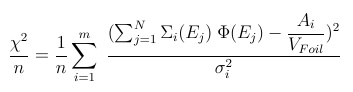 χ²/n = 1/n ∑_{i=1}^{m} (∑_{j=1}^{N} Σ_i(E_j) Φ(E_j) − A_i/V_{Foil})² / σ_i²